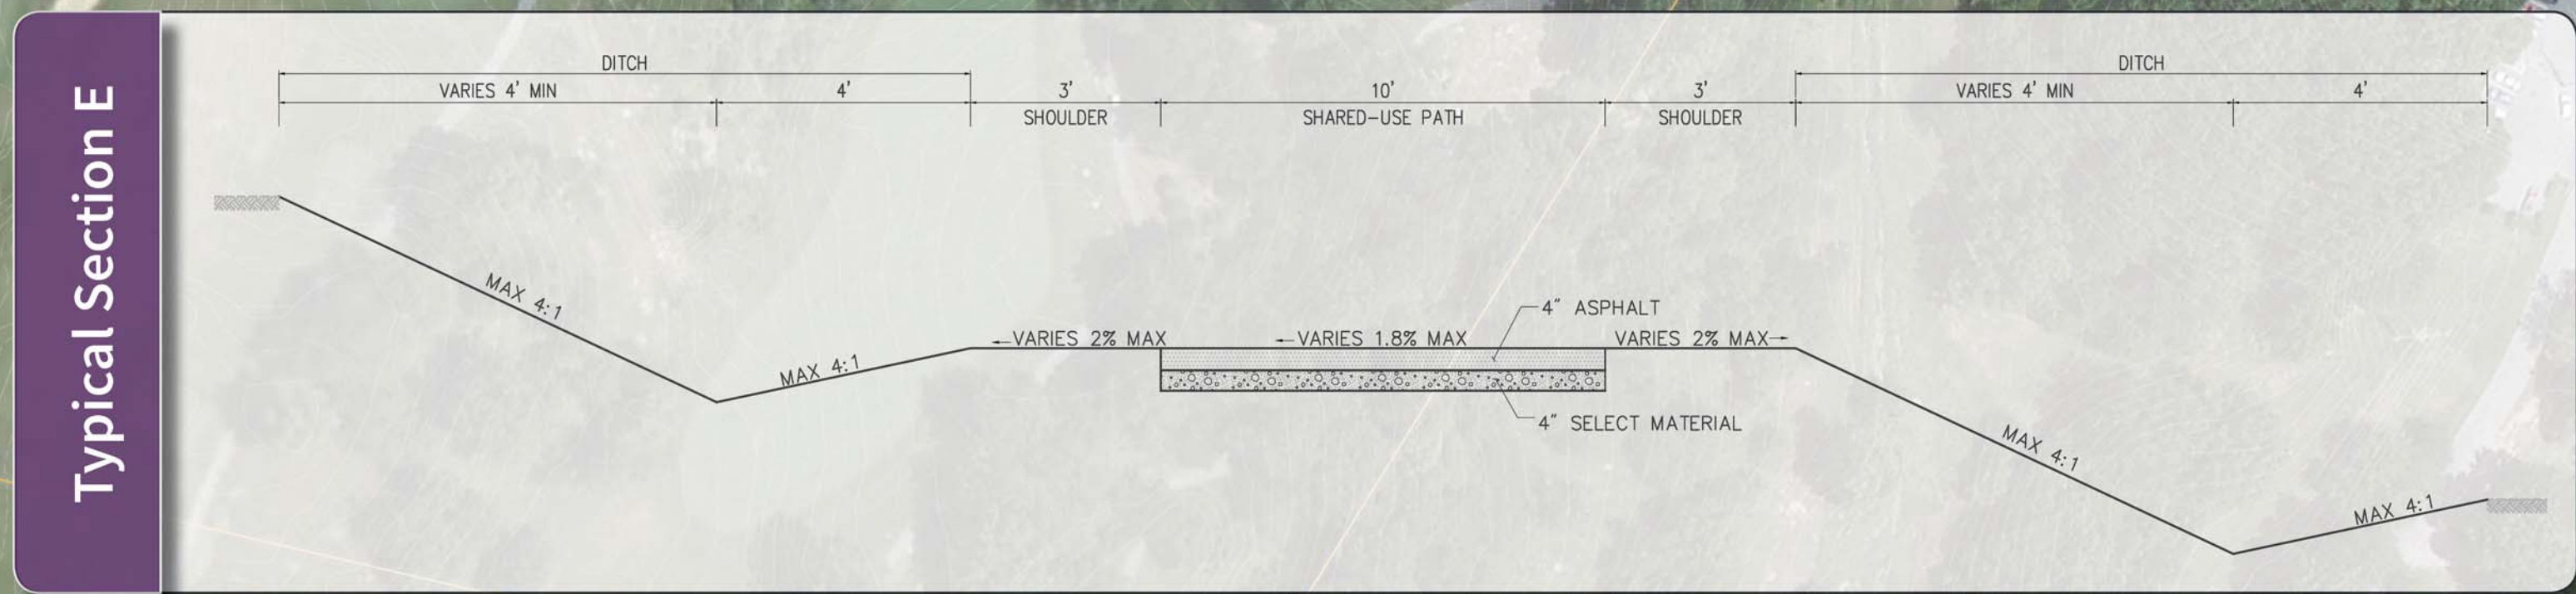 Typical Section E
DITCH
DITCH
VARIES 4' MIN
4'
3'
10'
3'
VARIES 4' MIN
4'
SHOULDER
SHARED-USE PATH
SHOULDER
MAX 4:1
MAX 4:1
VARIES 2% MAX
VARIES 1.8% MAX
4" ASPHALT
VARIES 2% MAX
4" SELECT MATERIAL
MAX 4:1
MAX 4:1